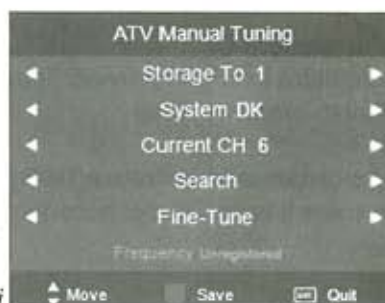 ATV Manual Tuning
Storage To 1
System DK
Current CH 6
Search
Fine-Tune
Frequency Unregistered
Move Save Quit